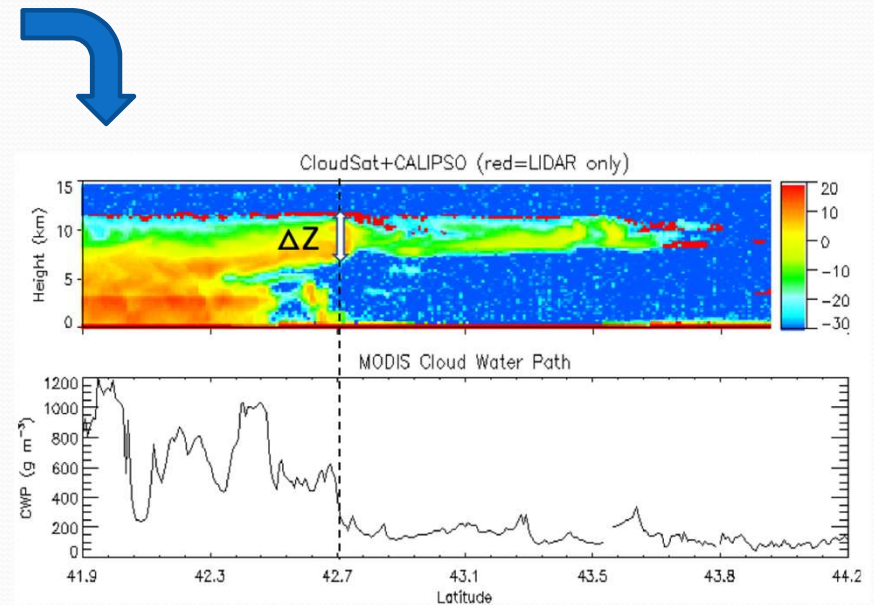 CloudSat+CALIPSO (red=LIDAR only)
15
10
5
0
Height (km)
ΔZ
20
10
0
-10
-20
-30
MODIS Cloud Water Path
1200
1000
800
600
400
200
0
CWP (g m⁻³)
41.9 42.3 42.7 43.1 43.5 43.8 44.2
Latitude